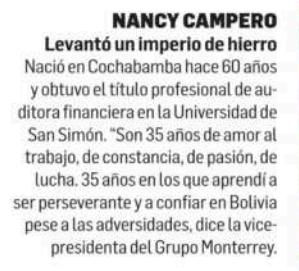 NANCY CAMPERO
Levantó un imperio de hierro
Nació en Cochabamba hace 60 años
y obtuvo el título profesional de au-
ditora financiera en la Universidad de
San Simón. “Son 35 años de amor al
trabajo, de constancia, de pasión, de
lucha. 35 años en los que aprendí a
ser perseverante y a confiar en Bolivia
pese a las adversidades, dice la vice-
presidenta del Grupo Monterrey.